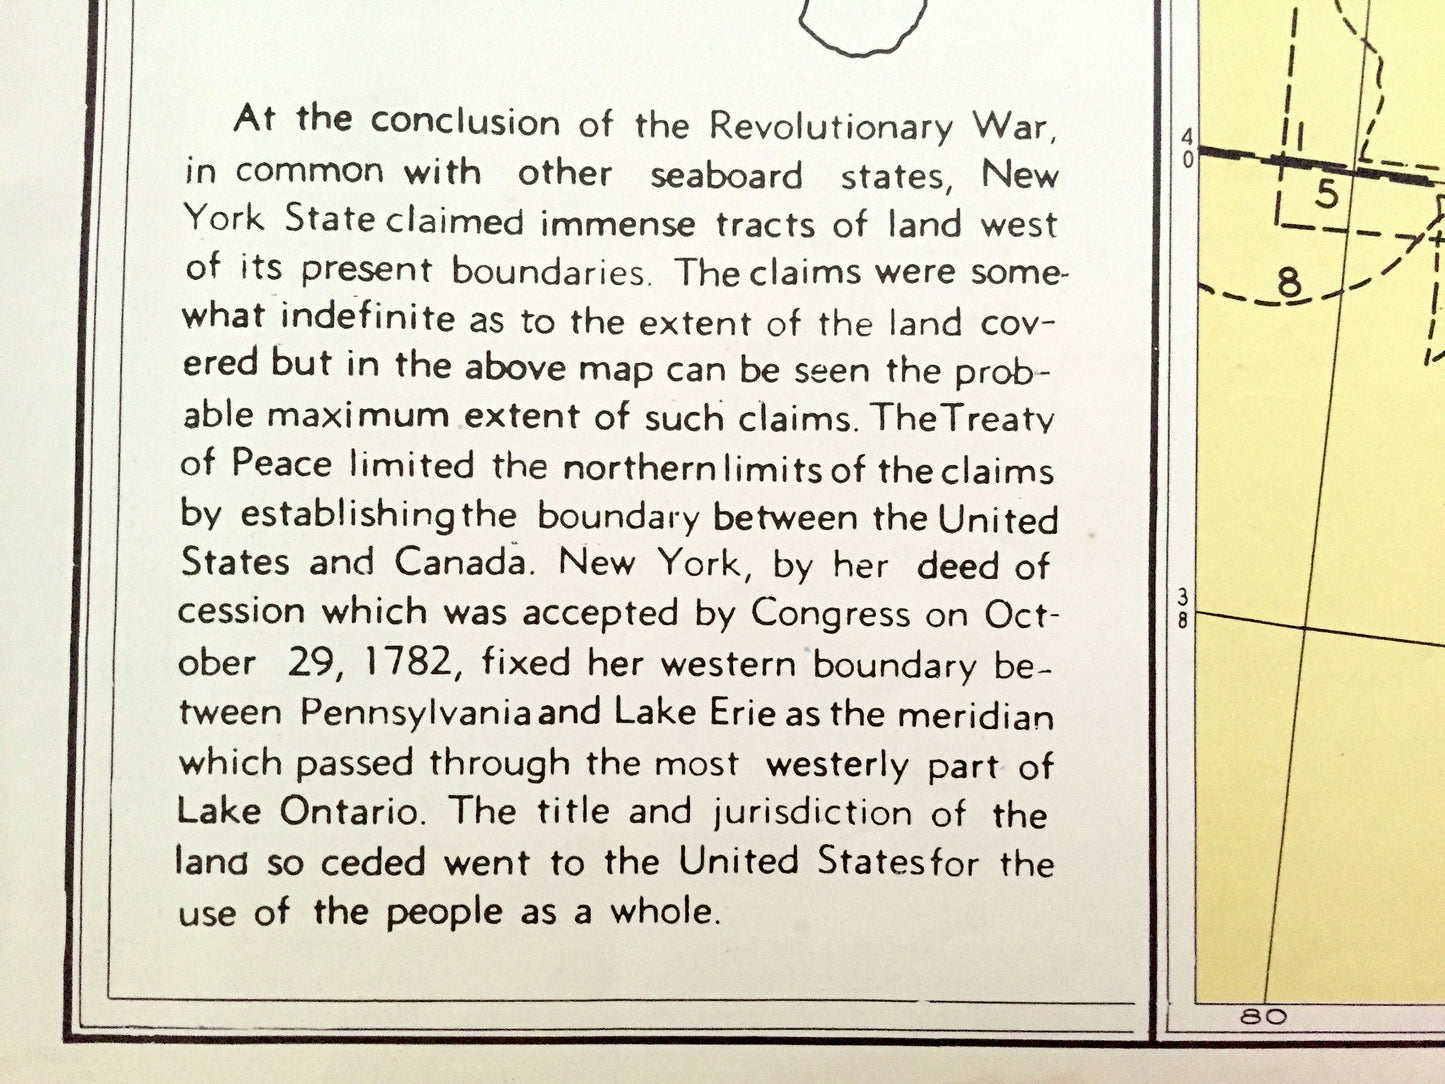 At the conclusion of the Revolutionary War,
in common with other seaboard states, New
York State claimed immense tracts of land west
of its present boundaries. The claims were some-
what indefinite as to the extent of the land cov-
ered but in the above map can be seen the prob-
able maximum extent of such claims. The Treaty
of Peace limited the northern limits of the claims
by establishing the boundary between the United
States and Canada. New York, by her deed of
cession which was accepted by Congress on Oct-
ober 29, 1782, fixed her western boundary be-
tween Pennsylvania and Lake Erie as the meridian
which passed through the most westerly part of
Lake Ontario. The title and jurisdiction of the
land so ceded went to the United States for the
use of the people as a whole.
40
5
8
38
80